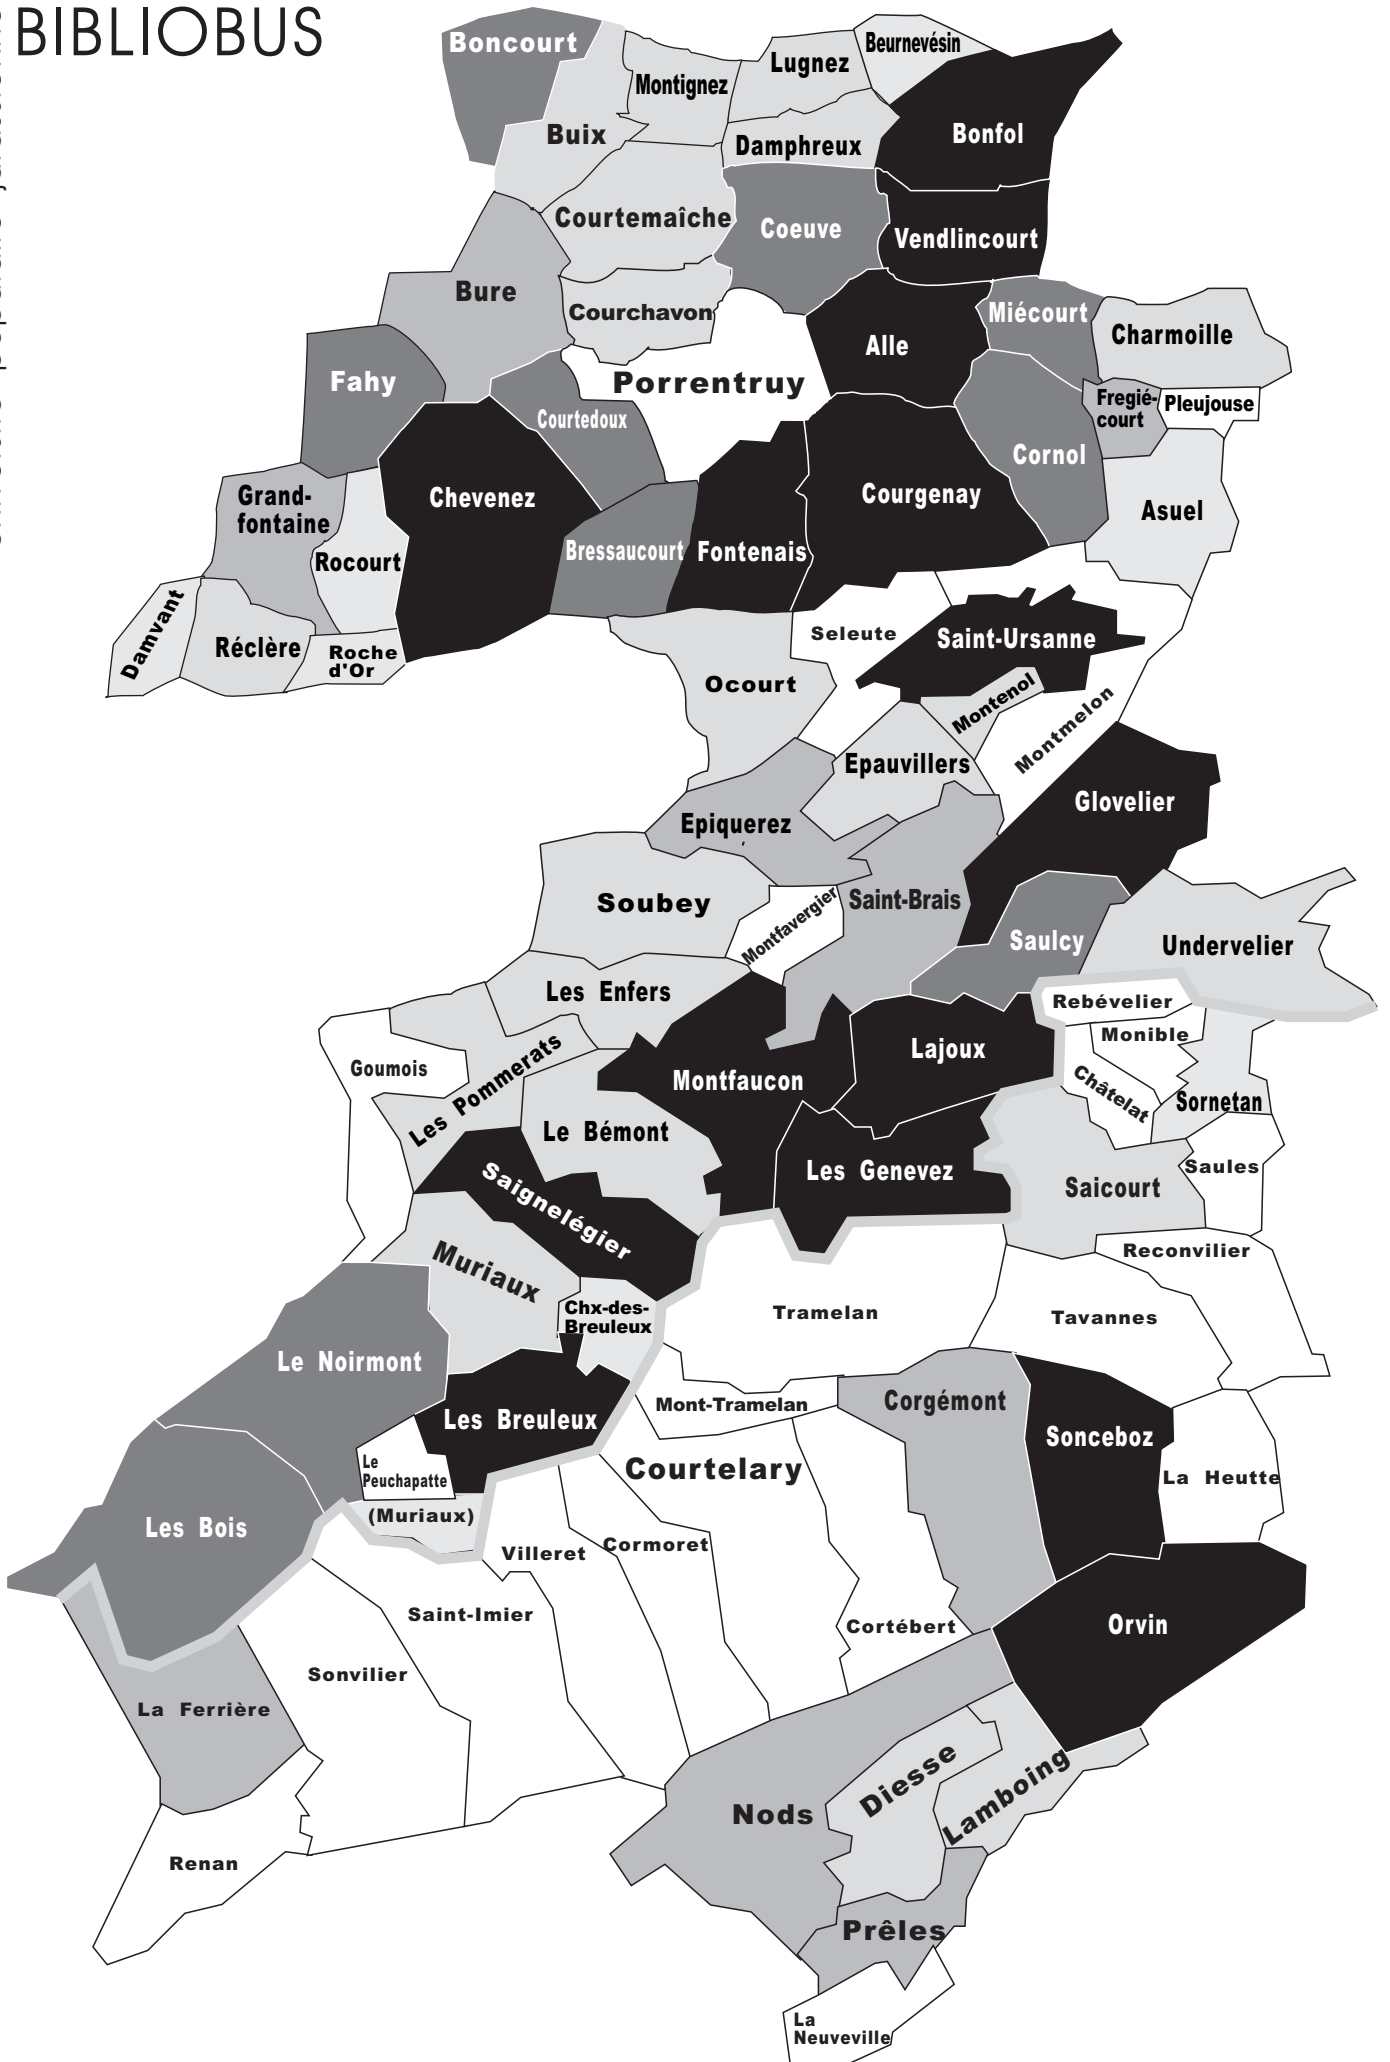 BIBLIOBUS
Boncourt
Beurnevésin
Lugnez
Montignez
Buix
Damphreux
Bonfol
Courtemaîche
Coeuve
Vendlincourt
Bure
Courchavon
Miécourt
Charmoille
Alle
Fahy
Porrentruy
Fregié-
court
Pleujouse
Courtedoux
Cornol
Grand-
fontaine
Chevenez
Courgenay
Asuel
Rocourt
Bressaucourt
Fontenais
Damvant
Réclère
Roche
d'Or
Seleute
Saint-Ursanne
Ocourt
Montenol
Montmelon
Epauvillers
Glovelier
Epiquerez
Soubey
Montfavergier
Saint-Brais
Saulcy
Undervelier
Les Enfers
Rebévelier
Monible
Goumois
Les Pommerats
Montfaucon
Lajoux
Châtelat
Sornetan
Le Bémont
Les Genevez
Saules
Saicourt
Saignelégier
Muriaux
Reconvilier
Chx-des-
Breuleux
Tramelan
Tavannes
Le Noirmont
Mont-Tramelan
Corgémont
Les Breuleux
Sonceboz
Le
Peuchapatte
Courtelary
La Heutte
(Muriaux)
Les Bois
Villeret
Cormoret
Saint-Imier
Cortébert
Orvin
Sonvilier
La Ferrière
Diesse
Lamboing
Nods
Renan
Prêles
La
Neuveville